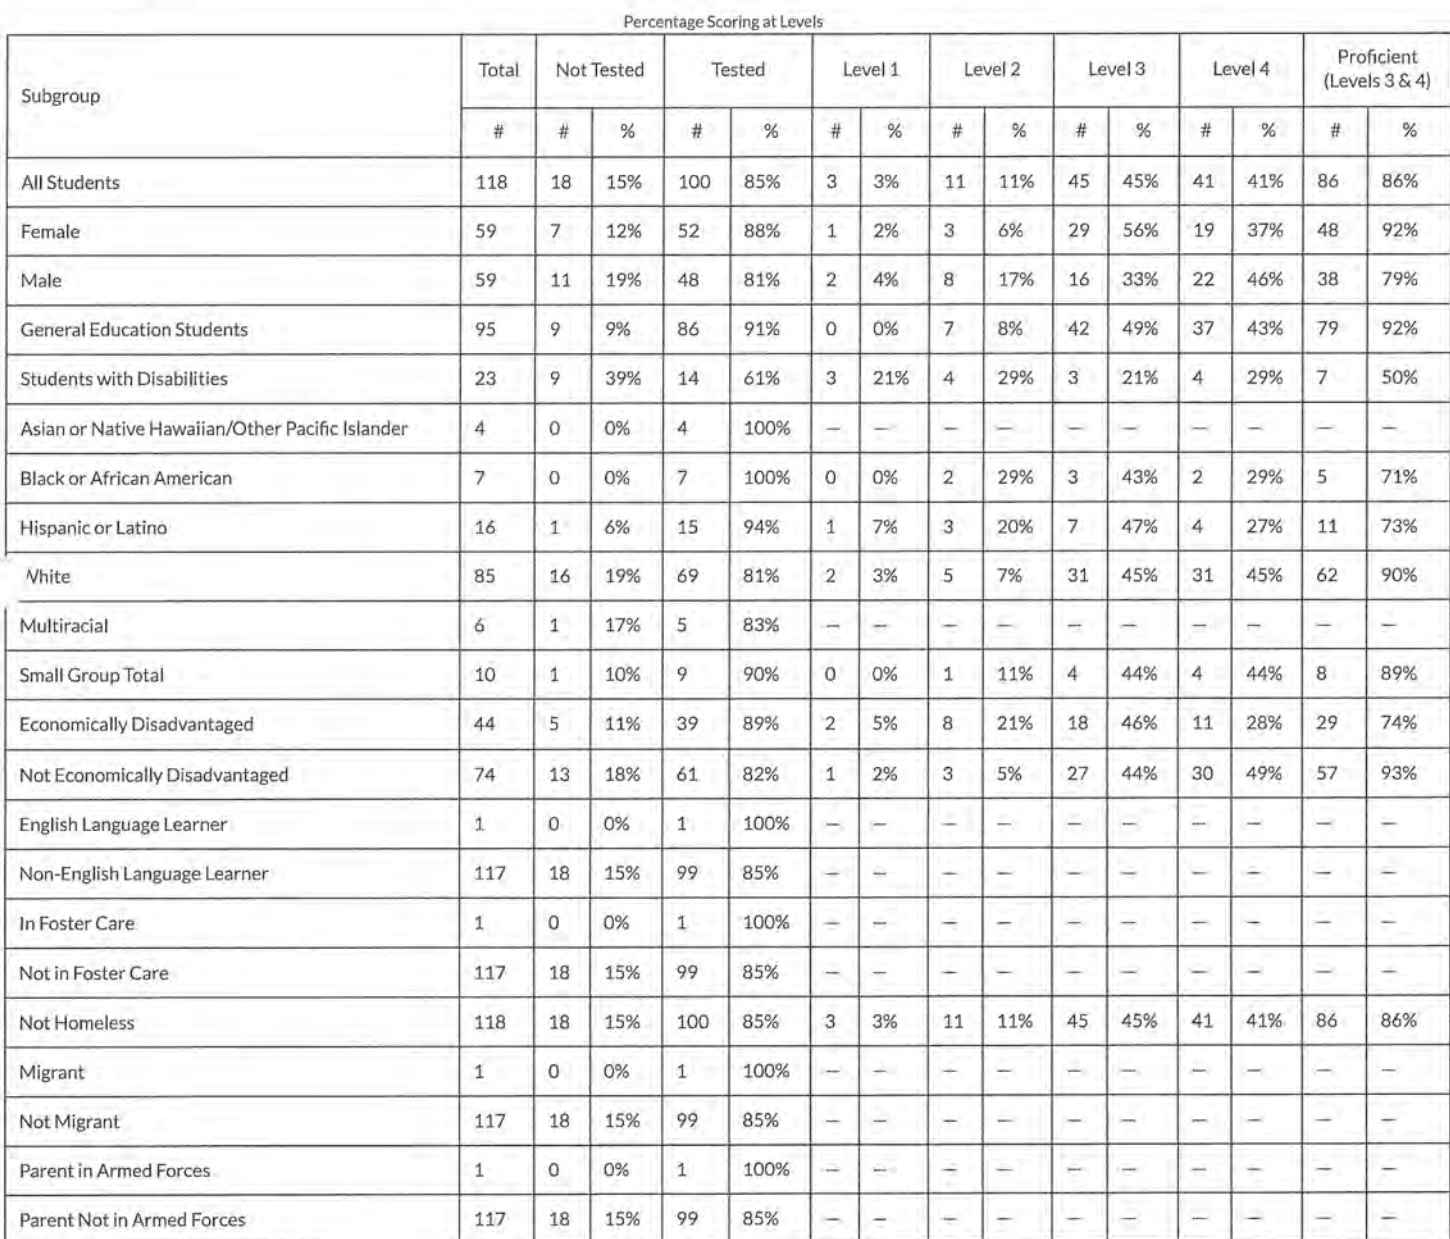 Percentage Scoring at Levels
Subgroup Total Not Tested Tested Level 1 Level 2 Level 3 Level 4 Proficient (Levels 3 & 4)
# # % # % # % # % # % # % # %
All Students 118 18 15% 100 85% 3 3% 11 11% 45 45% 41 41% 86 86%
Female 59 7 12% 52 88% 1 2% 3 6% 29 56% 19 37% 48 92%
Male 59 11 19% 48 81% 2 4% 8 17% 16 33% 22 46% 38 79%
General Education Students 95 9 9% 86 91% 0 0% 7 8% 42 49% 37 43% 79 92%
Students with Disabilities 23 9 39% 14 61% 3 21% 4 29% 3 21% 4 29% 7 50%
Asian or Native Hawaiian/Other Pacific Islander 4 0 0% 4 100% — — — — — — — — — —
Black or African American 7 0 0% 7 100% 0 0% 2 29% 3 43% 2 29% 5 71%
Hispanic or Latino 16 1 6% 15 94% 1 7% 3 20% 7 47% 4 27% 11 73%
White 85 16 19% 69 81% 2 3% 5 7% 31 45% 31 45% 62 90%
Multiracial 6 1 17% 5 83% — — — — — — — — — —
Small Group Total 10 1 10% 9 90% 0 0% 1 11% 4 44% 4 44% 8 89%
Economically Disadvantaged 44 5 11% 39 89% 2 5% 8 21% 18 46% 11 28% 29 74%
Not Economically Disadvantaged 74 13 18% 61 82% 1 2% 3 5% 27 44% 30 49% 57 93%
English Language Learner 1 0 0% 1 100% — — — — — — — — — —
Non-English Language Learner 117 18 15% 99 85% — — — — — — — — — —
In Foster Care 1 0 0% 1 100% — — — — — — — — — —
Not in Foster Care 117 18 15% 99 85% — — — — — — — — — —
Not Homeless 118 18 15% 100 85% 3 3% 11 11% 45 45% 41 41% 86 86%
Migrant 1 0 0% 1 100% — — — — — — — — — —
Not Migrant 117 18 15% 99 85% — — — — — — — — — —
Parent in Armed Forces 1 0 0% 1 100% — — — — — — — — — —
Parent Not in Armed Forces 117 18 15% 99 85% — — — — — — — — — —